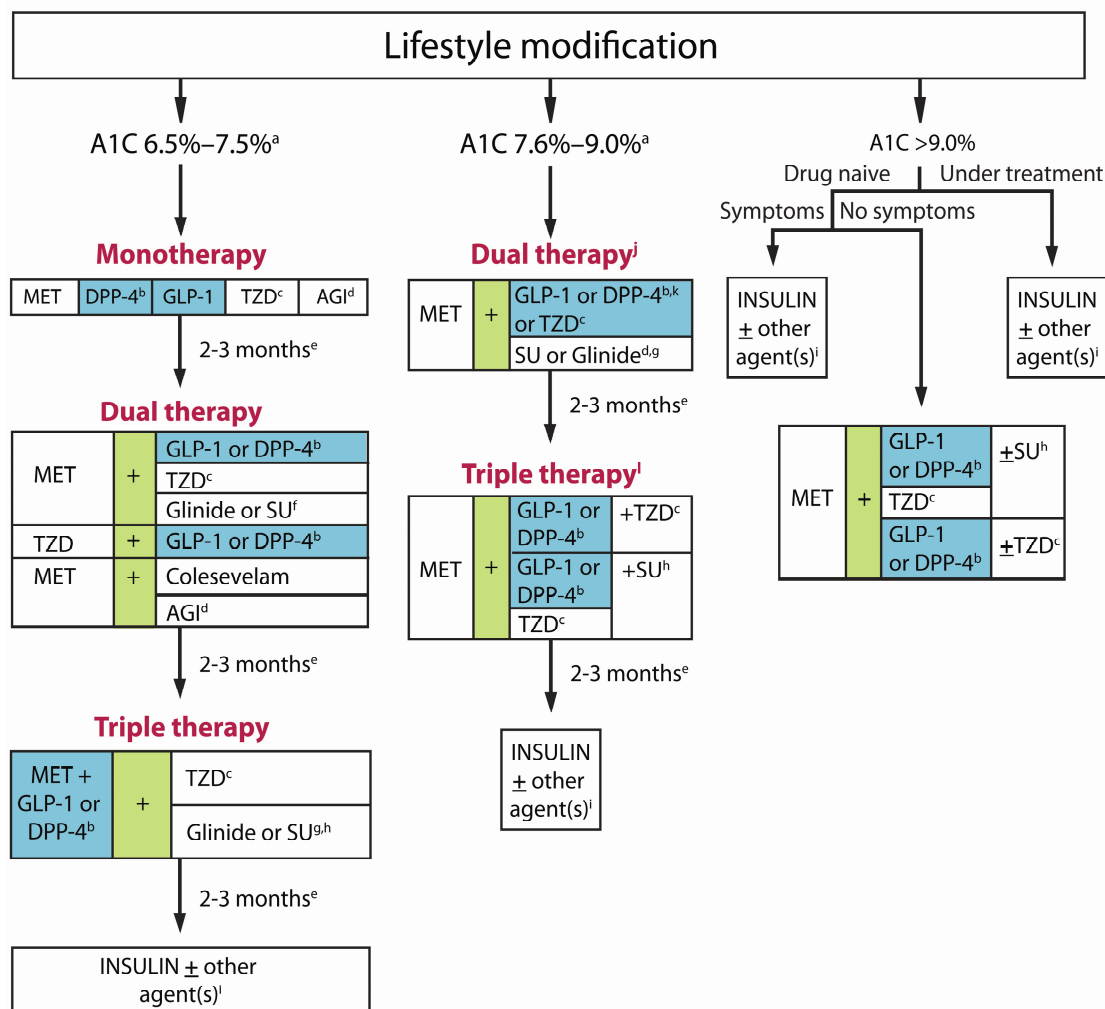 Lifestyle modification
A1C 6.5%–7.5%a
Monotherapy
MET
DPP-4b
GLP-1
TZDc
AGId
2-3 monthse
Dual therapy
MET
+
GLP-1 or DPP-4b
TZDc
Glinide or SUf
TZD
+
GLP-1 or DPP-4b
MET
+
Colesevelam
AGId
2-3 monthse
Triple therapy
MET +
GLP-1 or
DPP-4b
+
TZDc
Glinide or SUg,h
2-3 monthse
INSULIN ± other
agent(s)i
A1C 7.6%–9.0%a
Dual therapyj
MET
+
GLP-1 or DPP-4b,k
or TZDc
SU or Glinided,g
2-3 monthse
Triple therapyl
MET
+
GLP-1 or
DPP-4b
+TZDc
GLP-1 or
DPP-4b
+SUh
TZDc
2-3 monthse
INSULIN
± other
agent(s)i
A1C >9.0%
Drug naive
Under treatment
Symptoms
No symptoms
INSULIN
± other
agent(s)i
INSULIN
± other
agent(s)i
MET
+
GLP-1
or DPP-4b
±SUh
TZDc
GLP-1
or DPP-4b
±TZDc